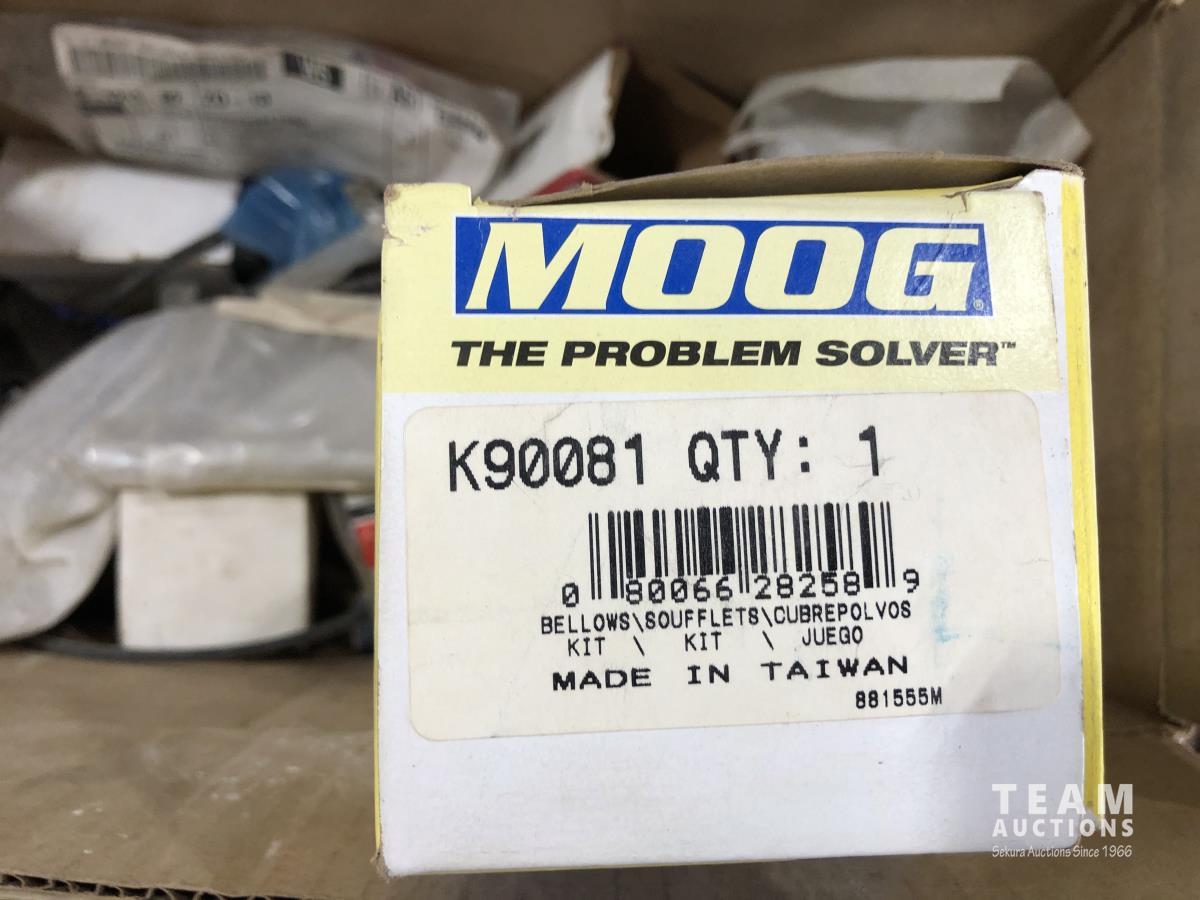 MOOG®
THE PROBLEM SOLVER™
K90081 QTY: 1
0 80066 28258 9
BELLOWS\SOUFFLETS\CUBREPOLVOS
KIT \ KIT \ JUEGO
MADE IN TAIWAN
881555M
TEAM
AUCTIONS
Sekura Auctions Since 1966